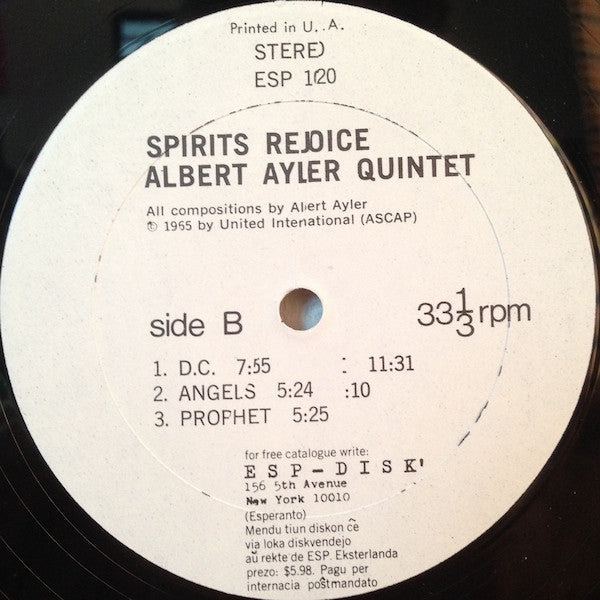 Printed in U. .A.
STEREO
ESP 1020
SPIRITS REJOICE
ALBERT AYLER QUINTET
All compositions by Albert Ayler
© 1965 by United International (ASCAP)
side B
33 1/3 rpm
1. D.C. 7:55 : 11:31
2. ANGELS 5:24 :10
3. PROPHET 5:25
for free catalogue write:
ESP-DISK'
156 5th Avenue
New York 10010
(Esperanto)
Mendu tiun diskon ĉe
via loka diskvendejo
aŭ rekte de ESP. Eksterlanda
prezo: $5.98. Pagu per
internacia poŝtmandato